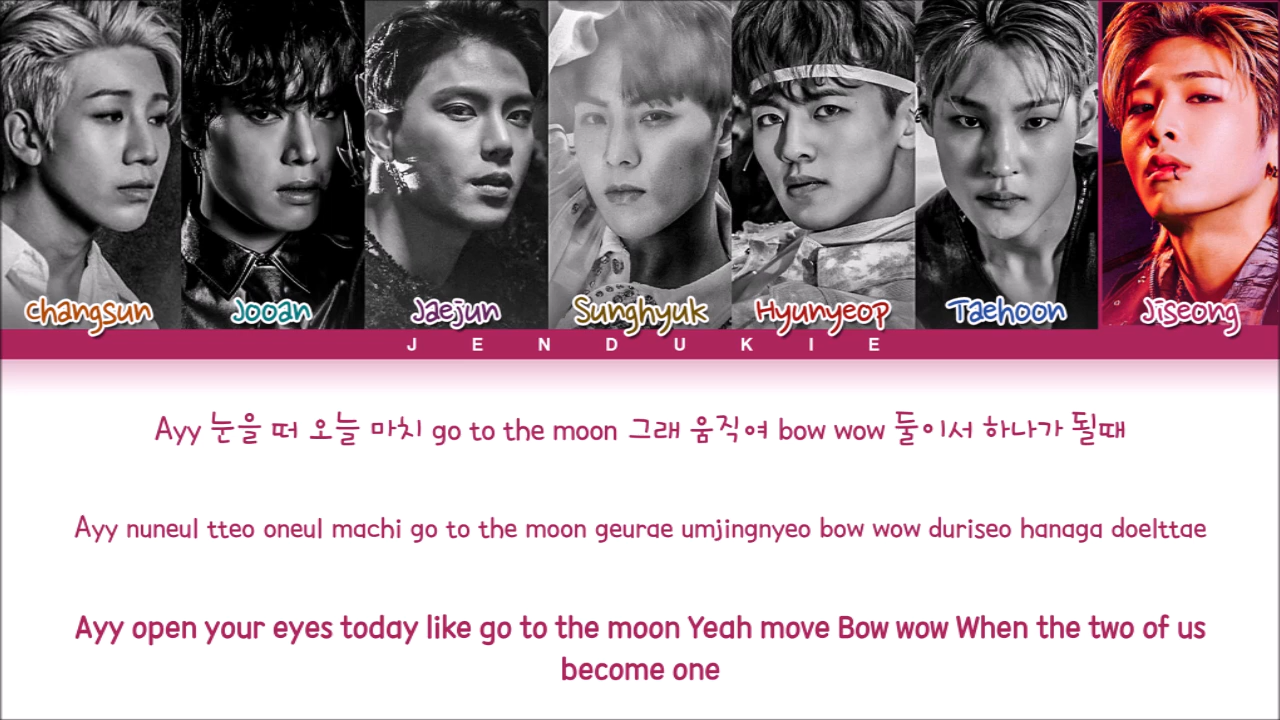 changsun Jooan Jaejun Sunghyuk Hyunyeop Taehoon Jiseong
JENDUKIE
Ayy 눈을 떠 오늘 마치 go to the moon 그래 움직여 bow wow 둘이서 하나가 될때
Ayy nuneul tteo oneul machi go to the moon geurae umjingnyeo bow wow duriseo hanaga doelttae
Ayy open your eyes today like go to the moon Yeah move Bow wow When the two of us
become one